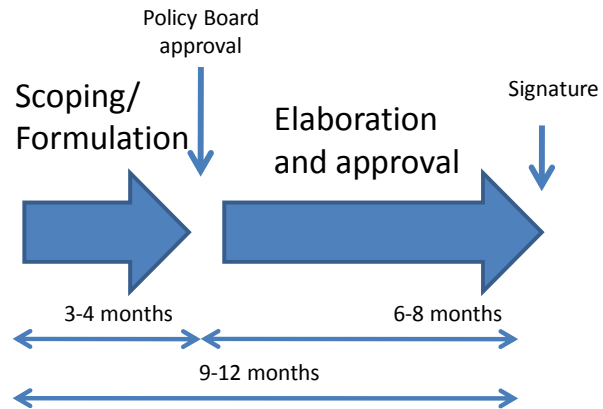 Policy Board
approval
Scoping/
Formulation
Signature
Elaboration
and approval
3-4 months
6-8 months
9-12 months